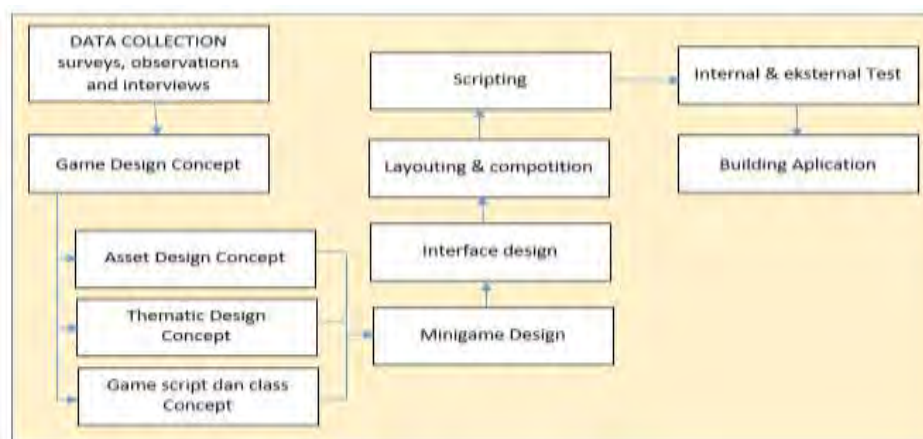 DATA COLLECTION
surveys, observations
and interviews
Game Design Concept
Asset Design Concept
Thematic Design
Concept
Game script dan class
Concept
Minigame Design
Interface design
Layouting & compotition
Scripting
Internal & eksternal Test
Building Aplication